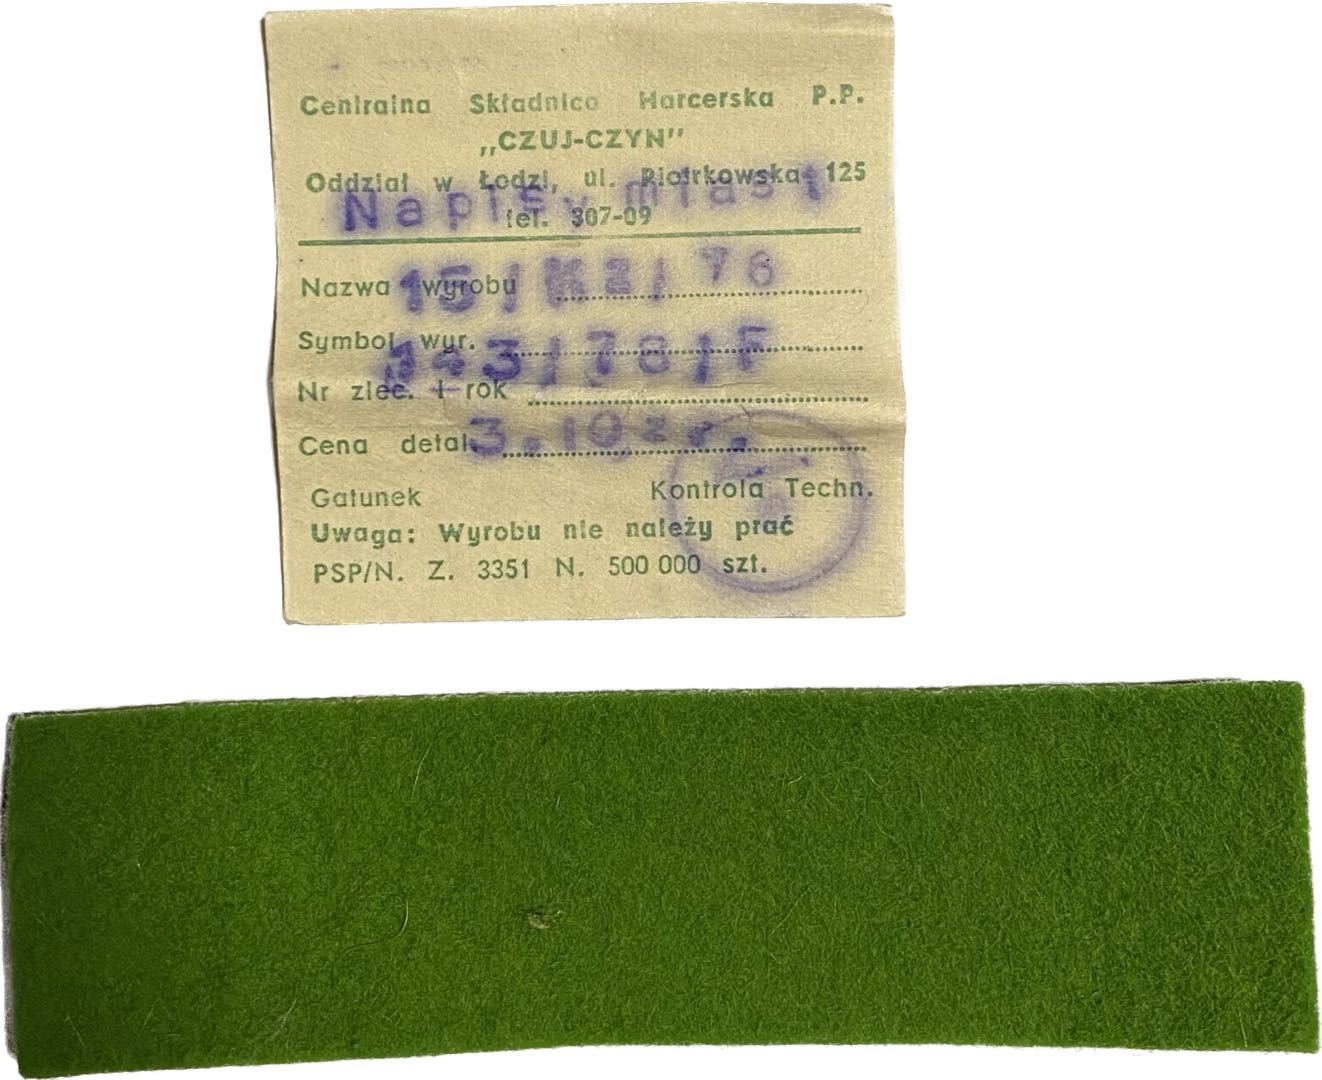 Centralna Składnica Harcerska P.P.
„CZUJ-CZYN”
Oddział w Łodzi, ul. Piotrkowska 125
Napisy miast
tel. 307-09
Nazwa wyrobu
Symbol wyr.
Nr zlec. i rok
Cena detal. 3.10zł.
Gatunek Kontrola Techn.
Uwaga: Wyrobu nie należy prać
PSP/N. Z. 3351 N. 500 000 szt.